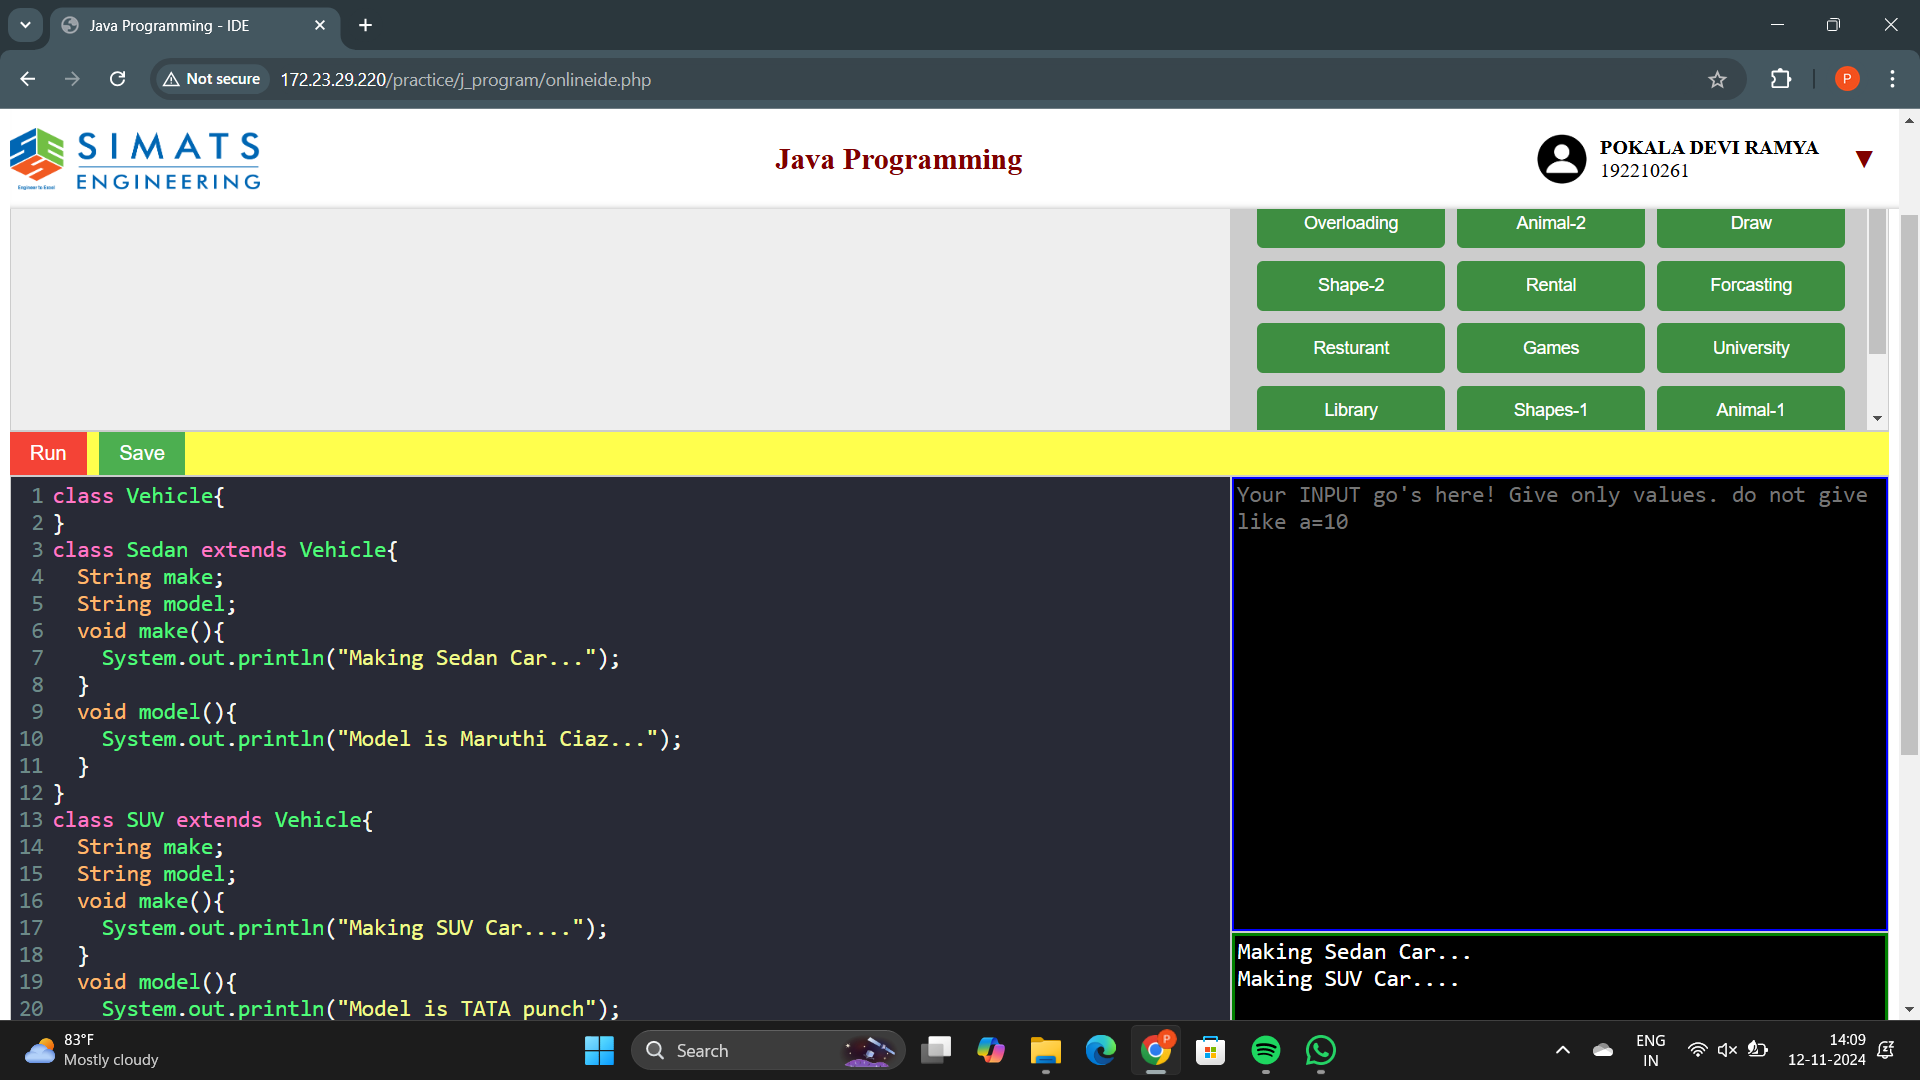 Java Programming - IDE
Not secure
172.23.29.220/practice/j_program/onlineide.php
P
SIMATS
ENGINEERING
Engineer to Excel
Java Programming
POKALA DEVI RAMYA
192210261
Overloading
Animal-2
Draw
Shape-2
Rental
Forcasting
Resturant
Games
University
Library
Shapes-1
Animal-1
Run
Save
1 class Vehicle{
2 }
3 class Sedan extends Vehicle{
4 String make;
5 String model;
6 void make(){
7 System.out.println("Making Sedan Car...");
8 }
9 void model(){
10 System.out.println("Model is Maruthi Ciaz...");
11 }
12 }
13 class SUV extends Vehicle{
14 String make;
15 String model;
16 void make(){
17 System.out.println("Making SUV Car....");
18 }
19 void model(){
20 System.out.println("Model is TATA punch");
Your INPUT go's here! Give only values. do not give
like a=10
Making Sedan Car...
Making SUV Car....
83°F
Mostly cloudy
Search
P
ENG
IN
14:09
12-11-2024